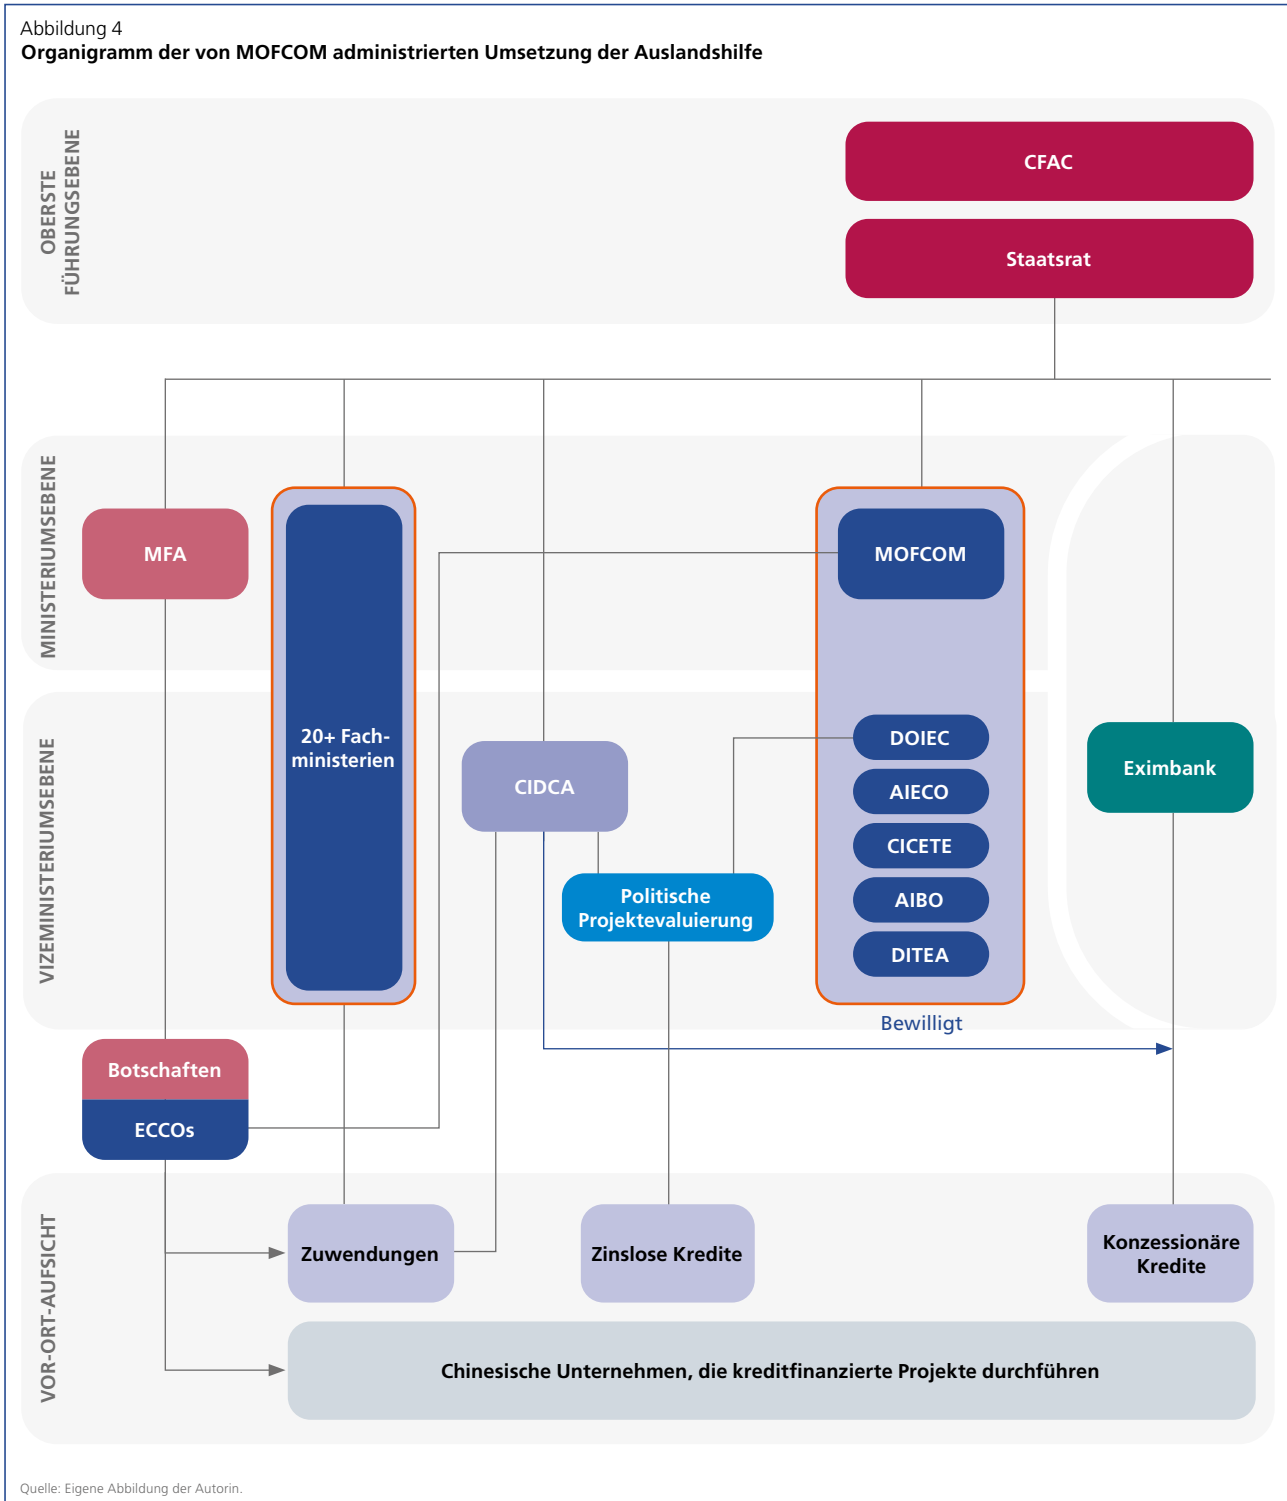 Abbildung 4
Organigramm der von MOFCOM administrierten Umsetzung der Auslandshilfe
OBERSTE
FÜHRUNGSEBENE
CFAC
Staatsrat
MINISTERIUMSEBENE
MFA
MOFCOM
VIZEMINISTERIUMSEBENE
20+ Fach-
ministerien
CIDCA
DOIEC
AIECO
CICETE
AIBO
DITEA
Eximbank
Politische
Projektevaluierung
Bewilligt
Botschaften
ECCOs
VOR-ORT-AUFSICHT
Zuwendungen
Zinslose Kredite
Konzessionäre
Kredite
Chinesische Unternehmen, die kreditfinanzierte Projekte durchführen
Quelle: Eigene Abbildung der Autorin.